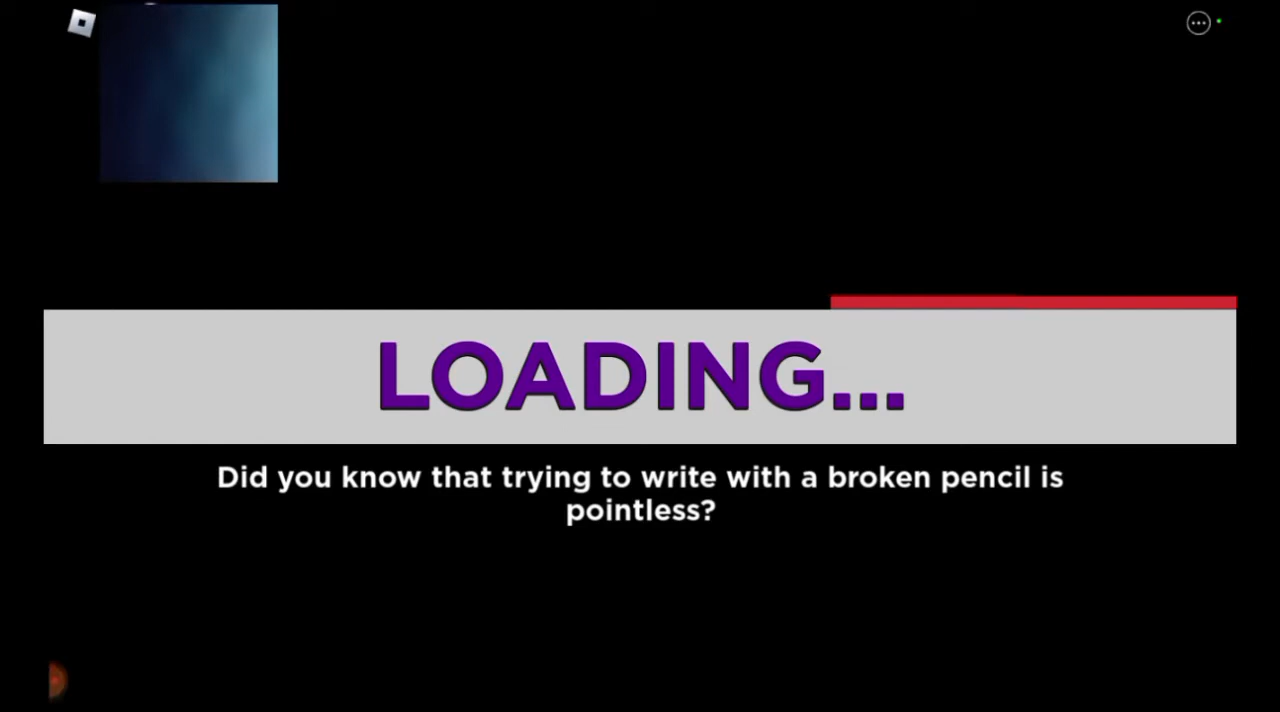 LOADING...
Did you know that trying to write with a broken pencil is
pointless?